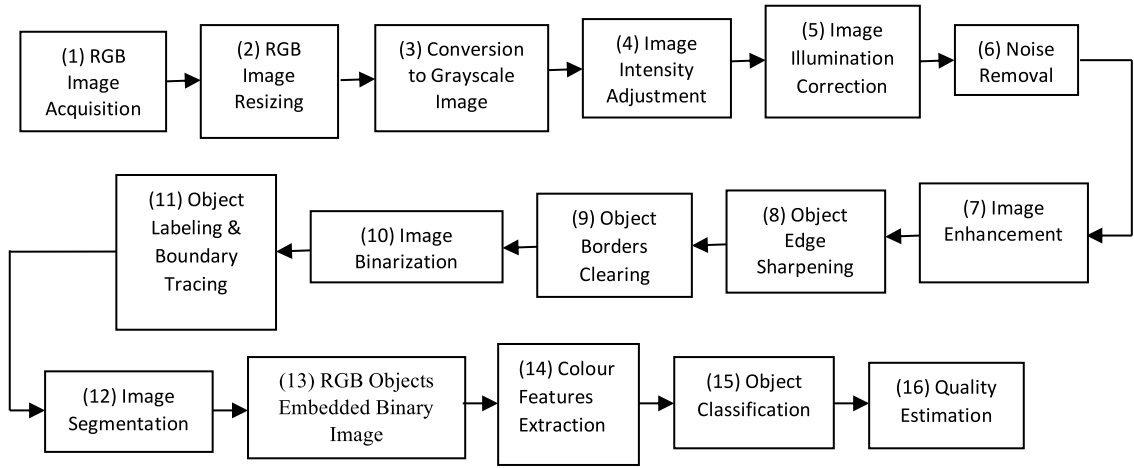 (1) RGB
Image
Acquisition
(2) RGB
Image
Resizing
(3) Conversion
to Grayscale
Image
(4) Image
Intensity
Adjustment
(5) Image
Illumination
Correction
(6) Noise
Removal
(7) Image
Enhancement
(8) Object
Edge
Sharpening
(9) Object
Borders
Clearing
(10) Image
Binarization
(11) Object
Labeling &
Boundary
Tracing
(12) Image
Segmentation
(13) RGB Objects
Embedded Binary
Image
(14) Colour
Features
Extraction
(15) Object
Classification
(16) Quality
Estimation